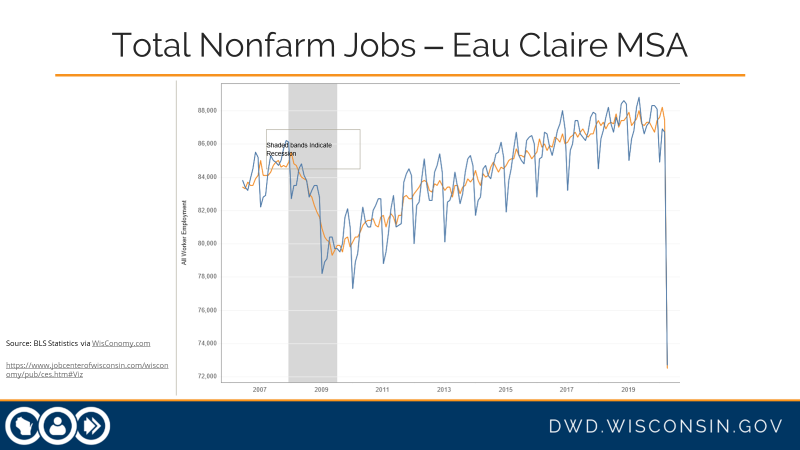 Total Nonfarm Jobs – Eau Claire MSA
88,000
86,000
84,000
82,000
80,000
78,000
76,000
74,000
72,000
All Worker Employment
Shaded bands Indicate
Recession
2007 2009 2011 2013 2015 2017 2019
Source: BLS Statistics via WisConomy.com
https://www.jobcenterofwisconsin.com/wiscon
omy/pub/ces.htm#Viz
DWD.WISCONSIN.GOV